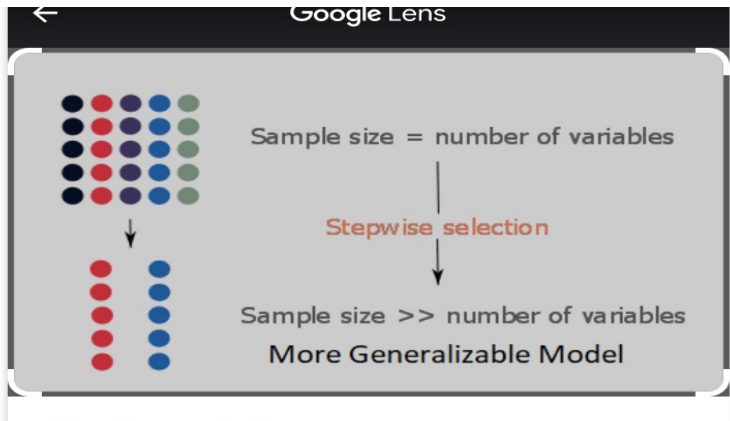 Google Lens
Sample size = number of variables
Stepwise selection
Sample size >> number of variables
More Generalizable Model